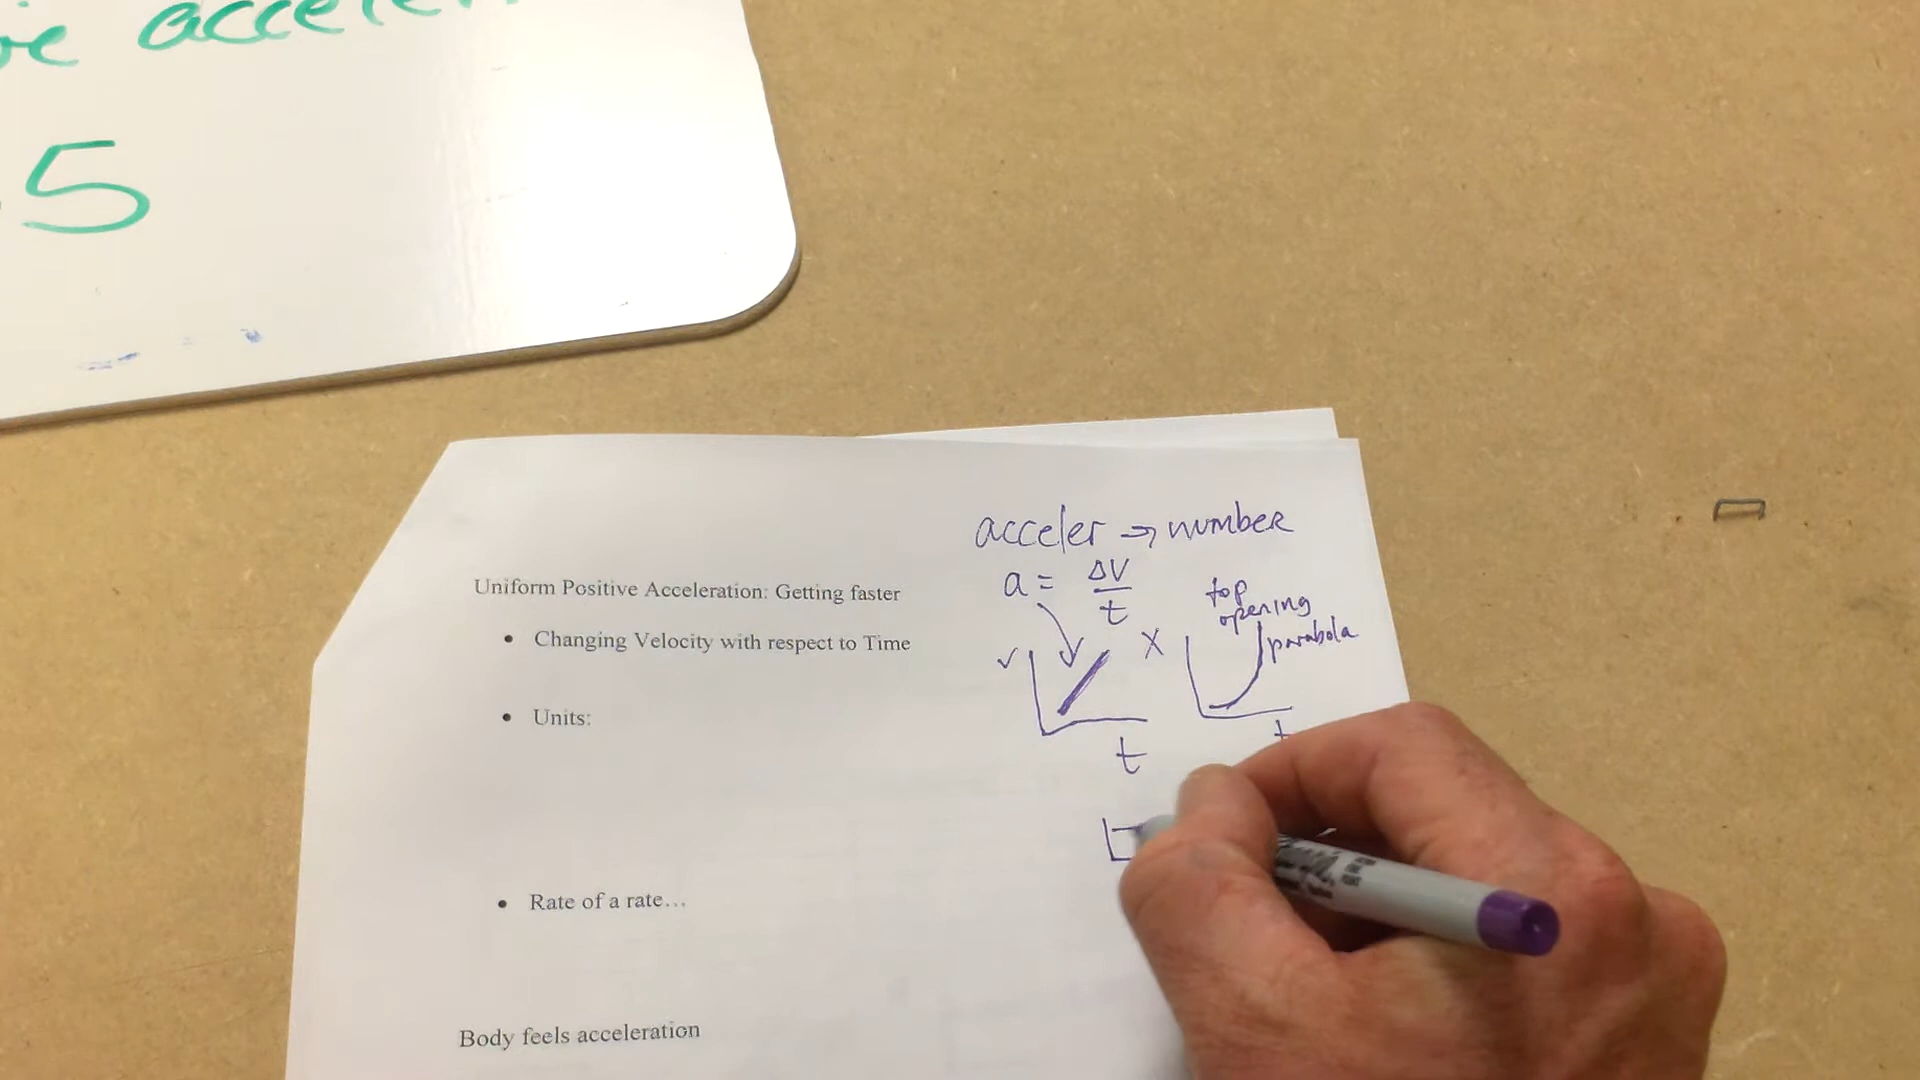 acceler
5
acceler → number
Uniform Positive Acceleration: Getting faster
a = ΔV
t
top
opening
parabola
• Changing Velocity with respect to Time
v
X
t
t
• Units:
• Rate of a rate...
Body feels acceleration